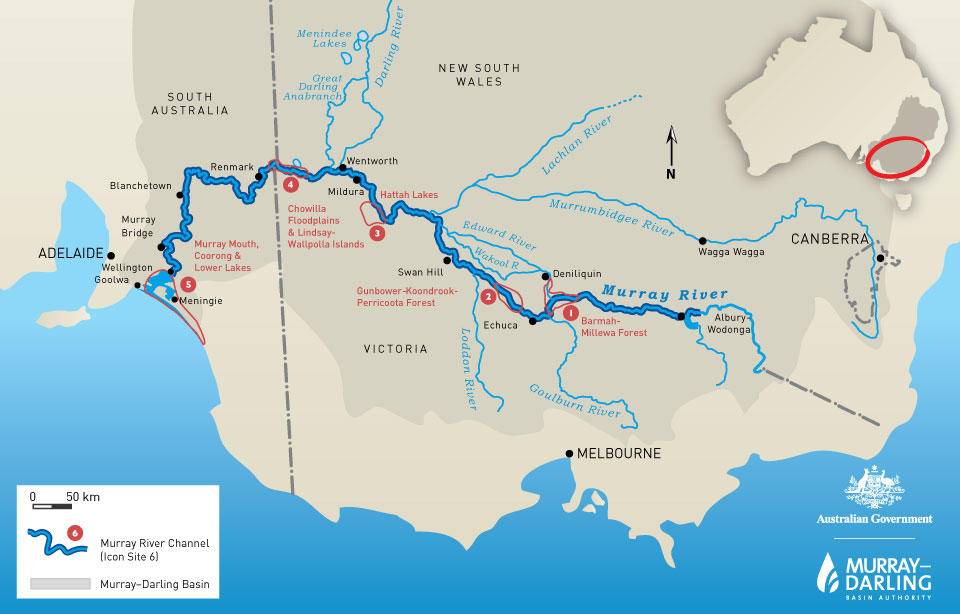 Menindee
Lakes
Darling River
Great
Darling
Anabranch
NEW SOUTH
WALES
SOUTH
AUSTRALIA
Lachlan River
N
Renmark
Wentworth
4
Mildura
Blanchetown
Hattah Lakes
Chowilla
Floodplains
& Lindsay-
Wallpolla Islands
3
Murrumbidgee River
Murray
Bridge
Edward River
Wakool R
CANBERRA
Wagga Wagga
ADELAIDE
Murray Mouth,
Coorong &
Lower Lakes
Wellington
Goolwa
5
Meningie
Swan Hill
Deniliquin
Gunbower-Koondrook-
Perricoota Forest
2
Murray River
1
Echuca
Barmah-
Millewa Forest
Albury-
Wodonga
VICTORIA
Loddon River
Goulburn River
MELBOURNE
0 50 km
6
Murray River Channel
(Icon Site 6)
Murray–Darling Basin
Australian Government
MURRAY–
DARLING
BASIN AUTHORITY